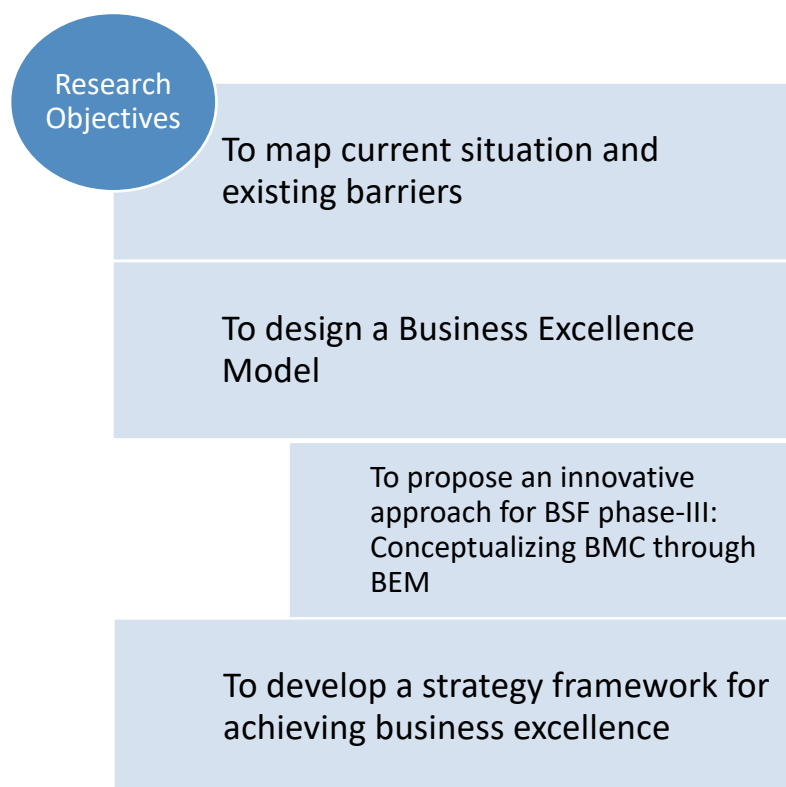 Research
Objectives
To map current situation and
existing barriers
To design a Business Excellence
Model
To propose an innovative
approach for BSF phase-III:
Conceptualizing BMC through
BEM
To develop a strategy framework for
achieving business excellence